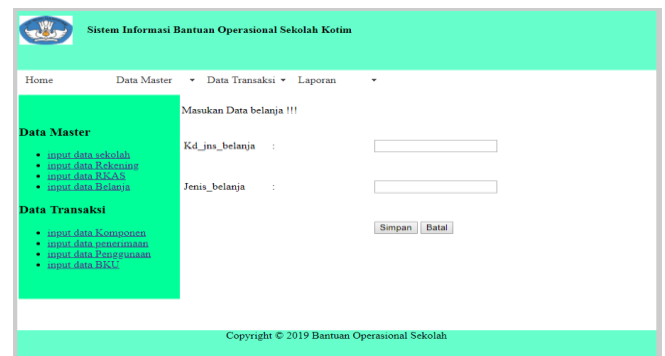 Sistem Informasi Bantuan Operasional Sekolah Kotim
Home Data Master Data Transaksi Laporan
Masukan Data belanja !!!
Data Master
input data sekolah
input data Rekening
input data RKAS
input data Belanja
Kd_jns_belanja :
Jenis_belanja :
Simpan Batal
Data Transaksi
input data Komponen
input data penerimaan
input data Penggunaan
input data BKU
Copyright © 2019 Bantuan Operasional Sekolah